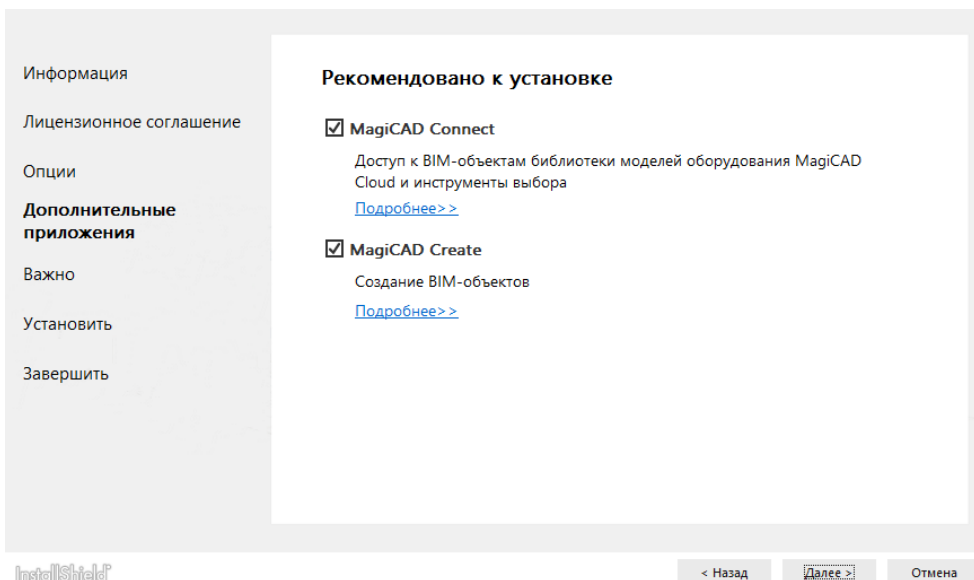 Информация
Лицензионное соглашение
Опции
Дополнительные
приложения
Важно
Установить
Завершить
Рекомендовано к установке
MagiCAD Connect
Доступ к BIM-объектам библиотеки моделей оборудования MagiCAD
Cloud и инструменты выбора
Подробнее>>
MagiCAD Create
Создание BIM-объектов
Подробнее>>
InstallShield
< Назад
Далее >
Отмена